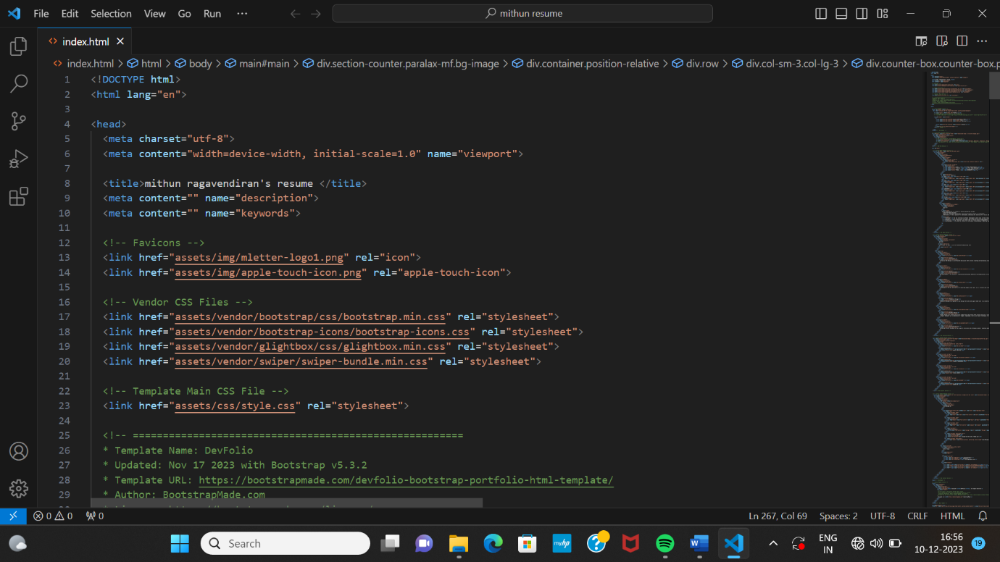 File Edit Selection View Go Run ··· mithun resume
index.html
index.html > html > body > main#main > div.section-counter.paralax-mf.bg-image > div.container.position-relative > div.row > div.col-sm-3.col-lg-3 > div.counter-box.counter-box.p
1 <!DOCTYPE html>
2 <html lang="en">
3
4 <head>
5 <meta charset="utf-8">
6 <meta content="width=device-width, initial-scale=1.0" name="viewport">
7
8 <title>mithun ragavendiran's resume </title>
9 <meta content="" name="description">
10 <meta content="" name="keywords">
11
12 <!-- Favicons -->
13 <link href="assets/img/mletter-logo1.png" rel="icon">
14 <link href="assets/img/apple-touch-icon.png" rel="apple-touch-icon">
15
16 <!-- Vendor CSS Files -->
17 <link href="assets/vendor/bootstrap/css/bootstrap.min.css" rel="stylesheet">
18 <link href="assets/vendor/bootstrap-icons/bootstrap-icons.css" rel="stylesheet">
19 <link href="assets/vendor/glightbox/css/glightbox.min.css" rel="stylesheet">
20 <link href="assets/vendor/swiper/swiper-bundle.min.css" rel="stylesheet">
21
22 <!-- Template Main CSS File -->
23 <link href="assets/css/style.css" rel="stylesheet">
24
25 <!-- =======================================================
26 * Template Name: DevFolio
27 * Updated: Nov 17 2023 with Bootstrap v5.3.2
28 * Template URL: https://bootstrapmade.com/devfolio-bootstrap-portfolio-html-template/
29 * Author: BootstrapMade.com
0 0 0 Ln 267, Col 69 Spaces: 2 UTF-8 CRLF HTML
Search myhp ENG 16:56 19
IN 10-12-2023